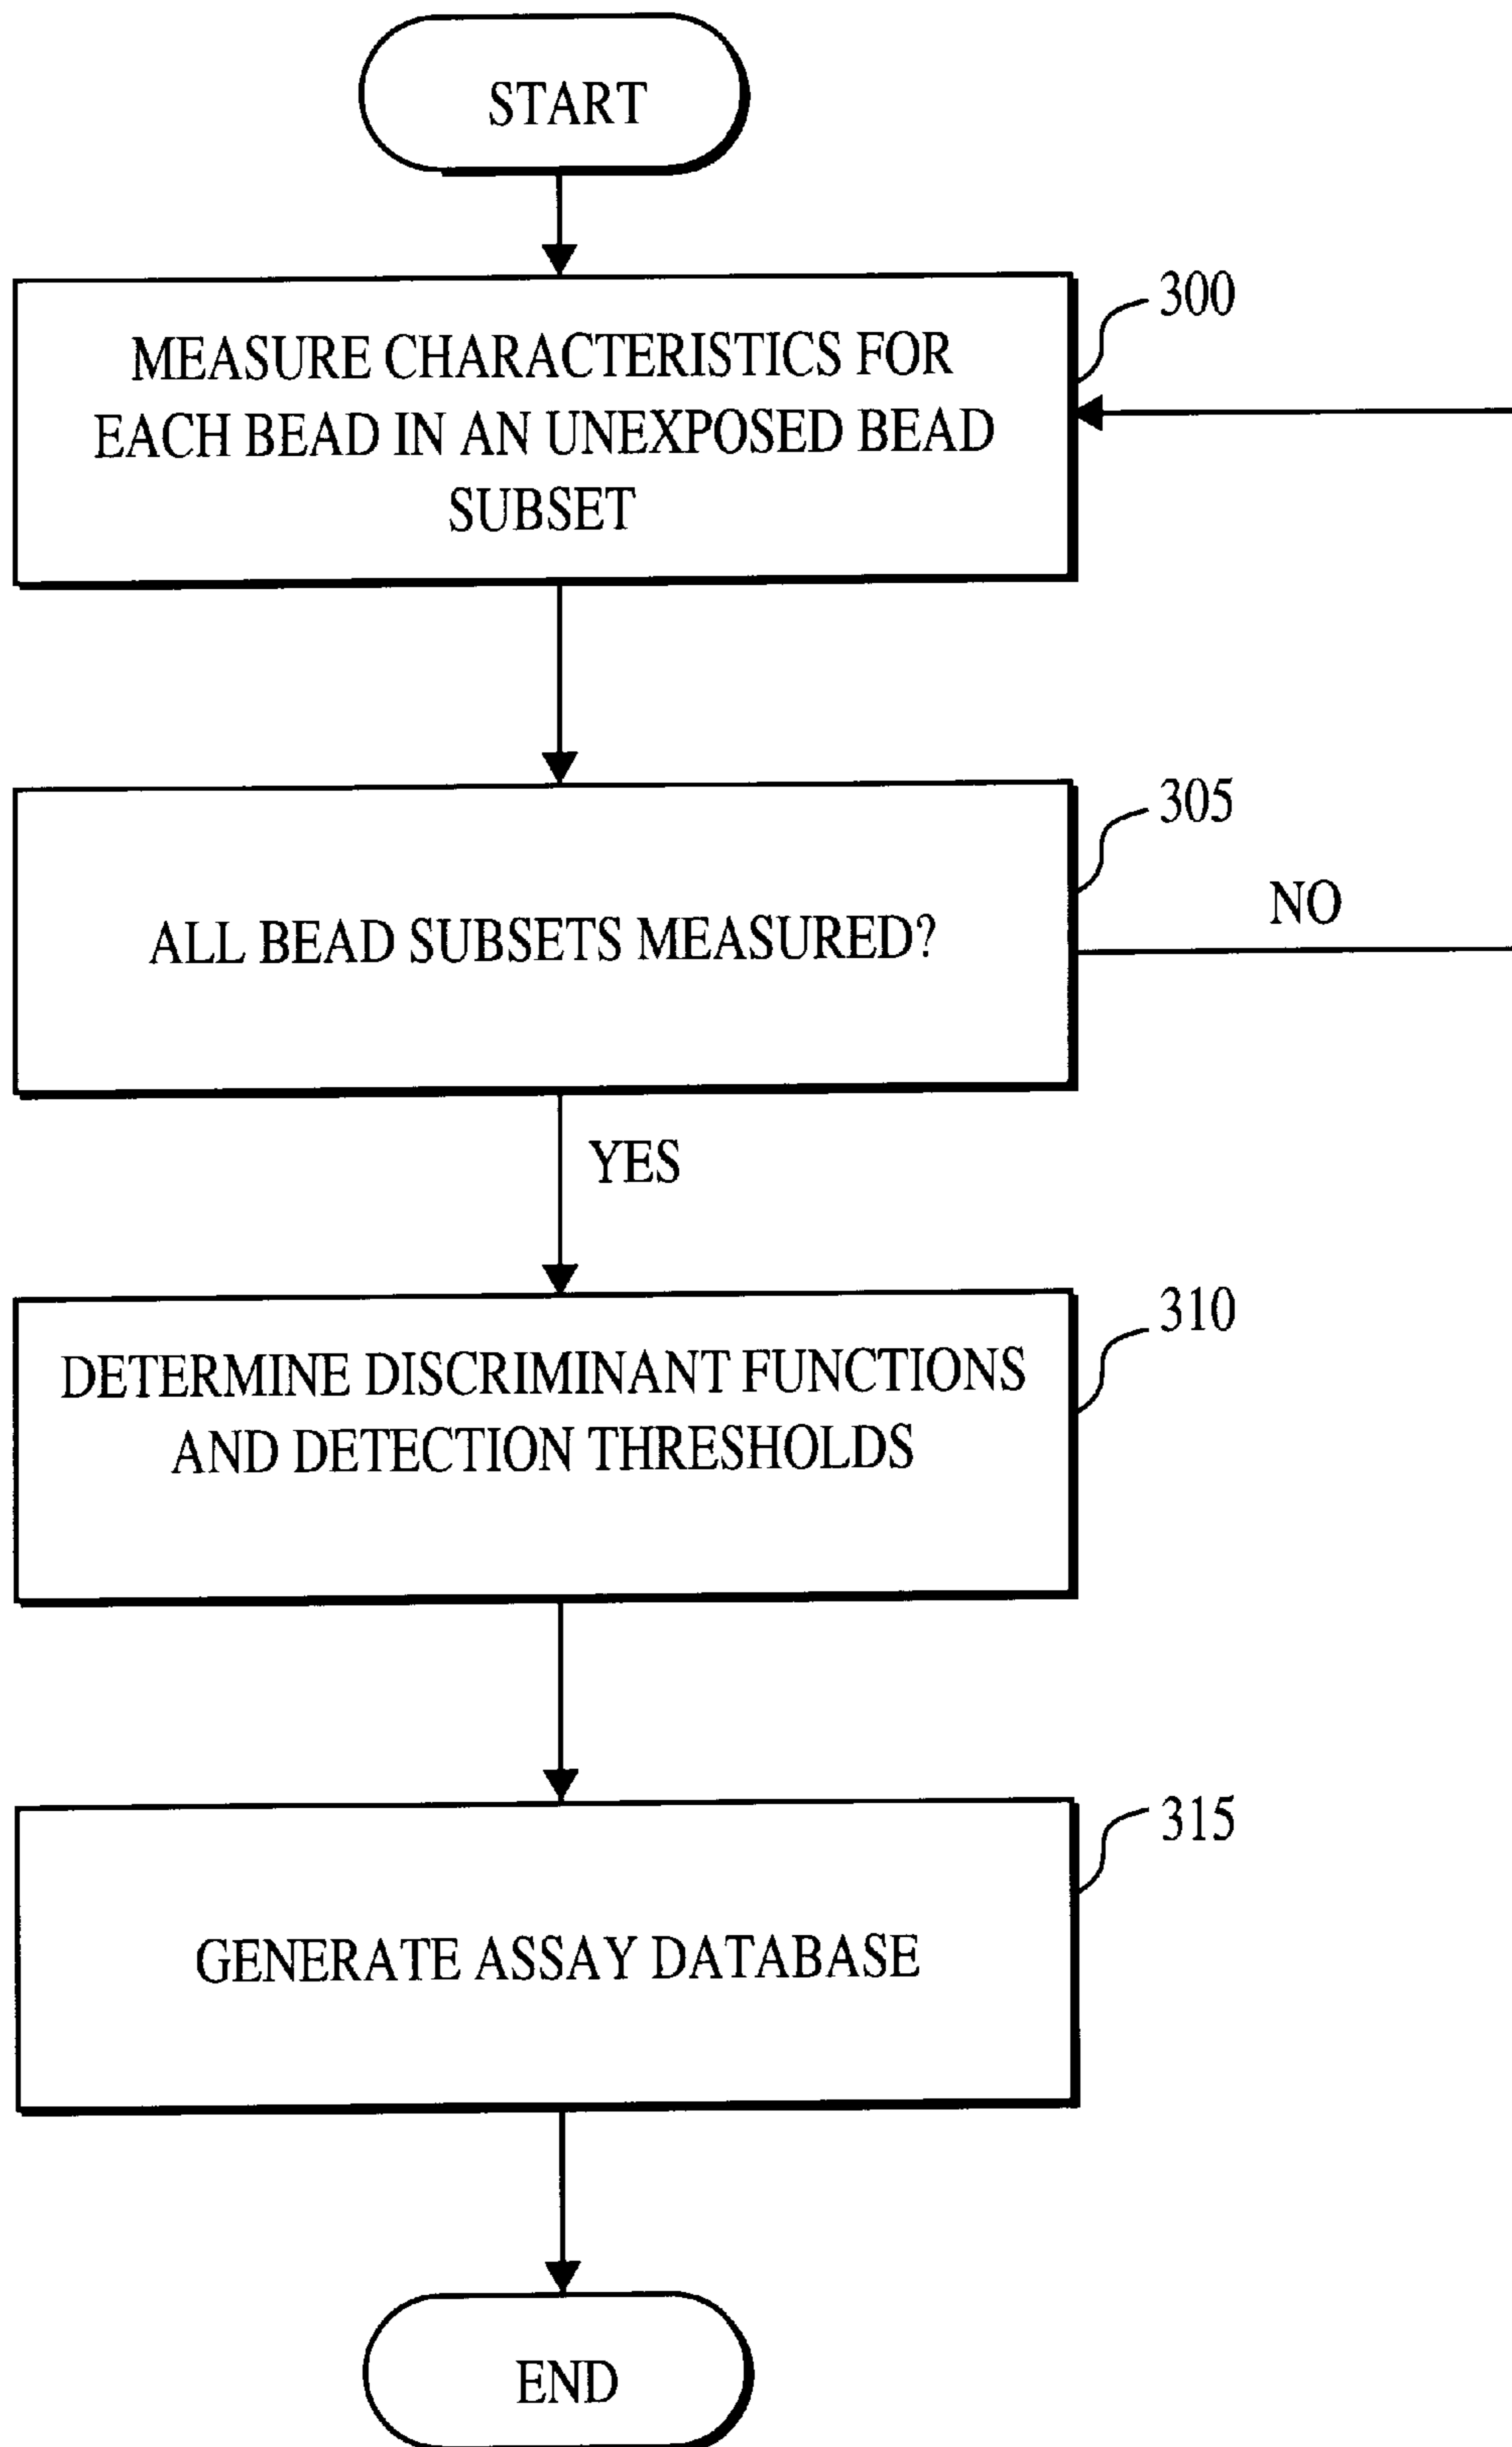 START
300
MEASURE CHARACTERISTICS FOR
EACH BEAD IN AN UNEXPOSED BEAD
SUBSET
305
ALL BEAD SUBSETS MEASURED?
NO
YES
310
DETERMINE DISCRIMINANT FUNCTIONS
AND DETECTION THRESHOLDS
315
GENERATE ASSAY DATABASE
END